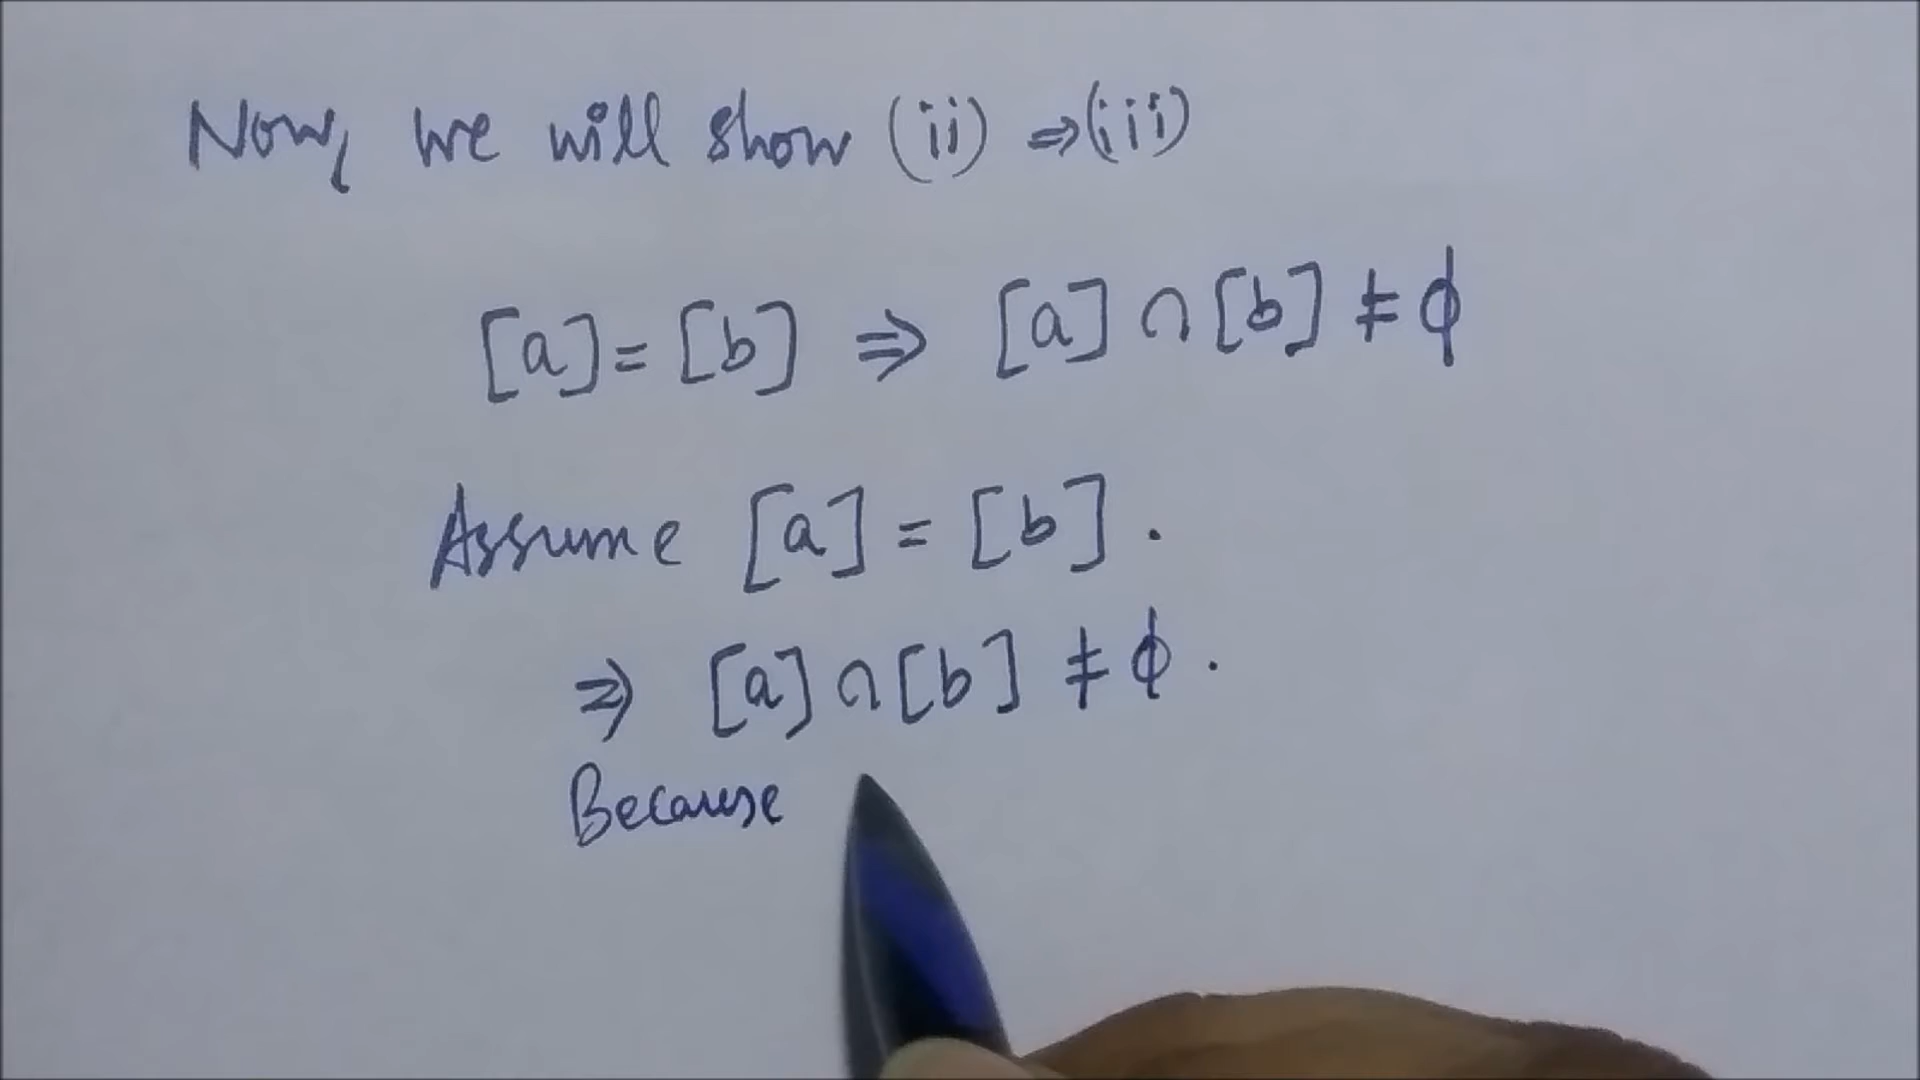 Now, we will show (ii) ⇒ (iii)
[a] = [b] ⇒ [a] ∩ [b] ≠ ϕ
Assume [a] = [b].
⇒ [a] ∩ [b] ≠ ϕ.
Because